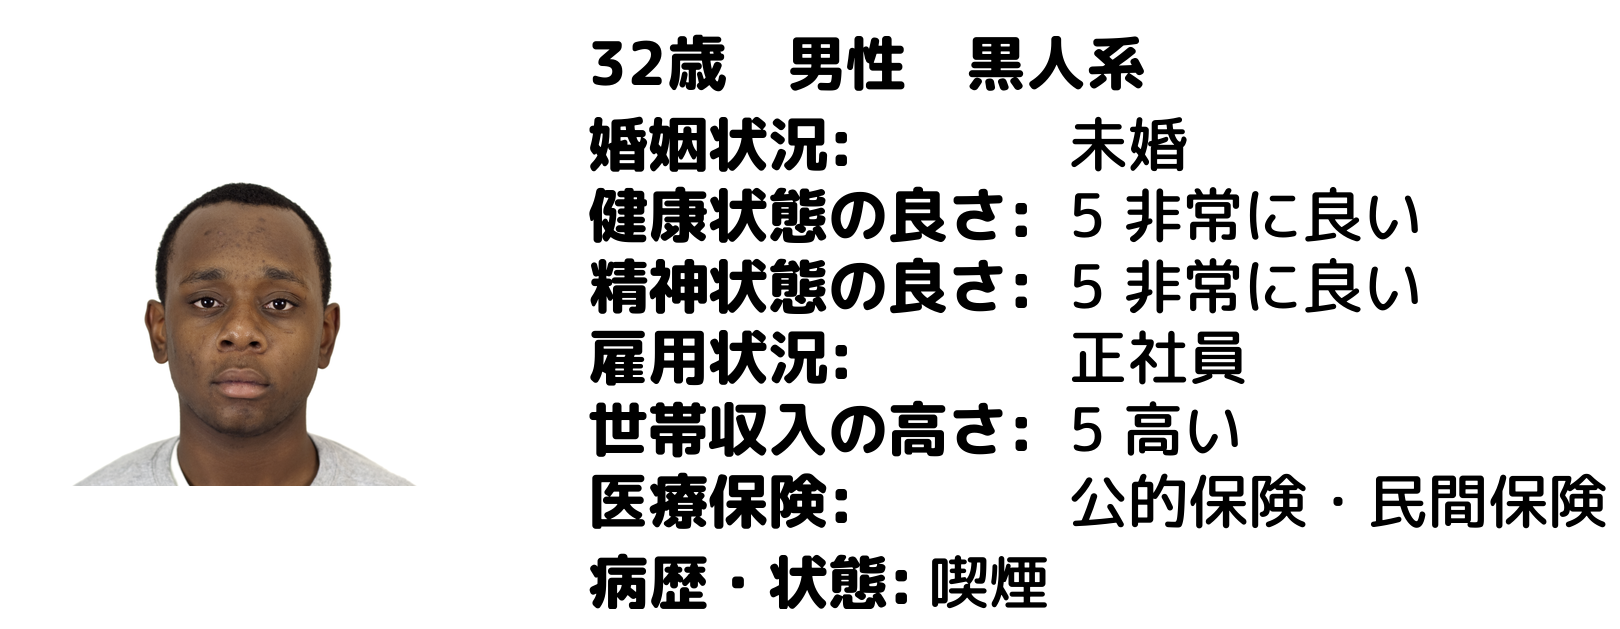 32歳　男性　黒人系
婚姻状況:　未婚
健康状態の良さ:　5 非常に良い
精神状態の良さ:　5 非常に良い
雇用状況:　正社員
世帯収入の高さ:　5 高い
医療保険:　公的保険・民間保険
病歴・状態: 喫煙